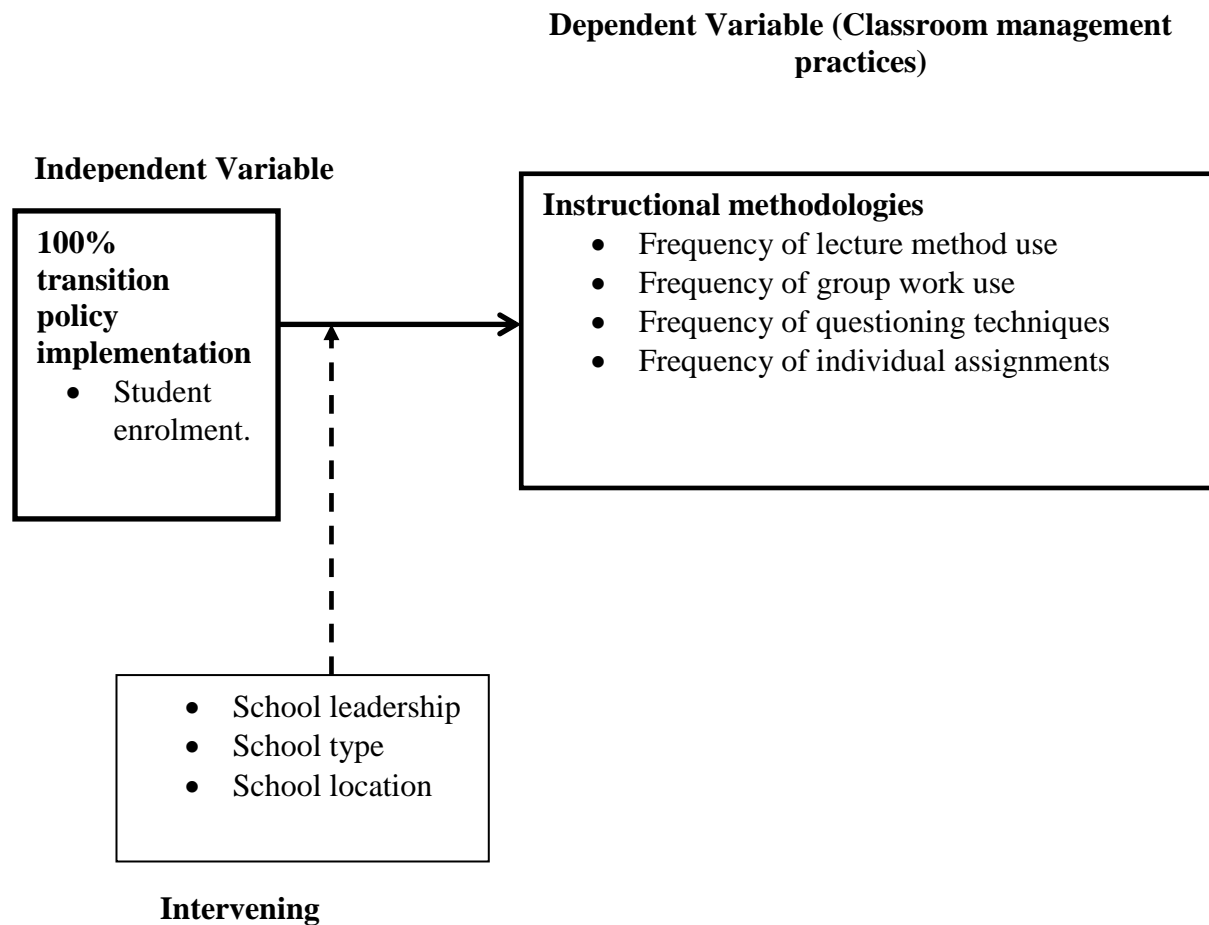 Dependent Variable (Classroom management
practices)
Independent Variable
100%
transition
policy
implementation
• Student
enrolment.
Instructional methodologies
• Frequency of lecture method use
• Frequency of group work use
• Frequency of questioning techniques
• Frequency of individual assignments
• School leadership
• School type
• School location
Intervening